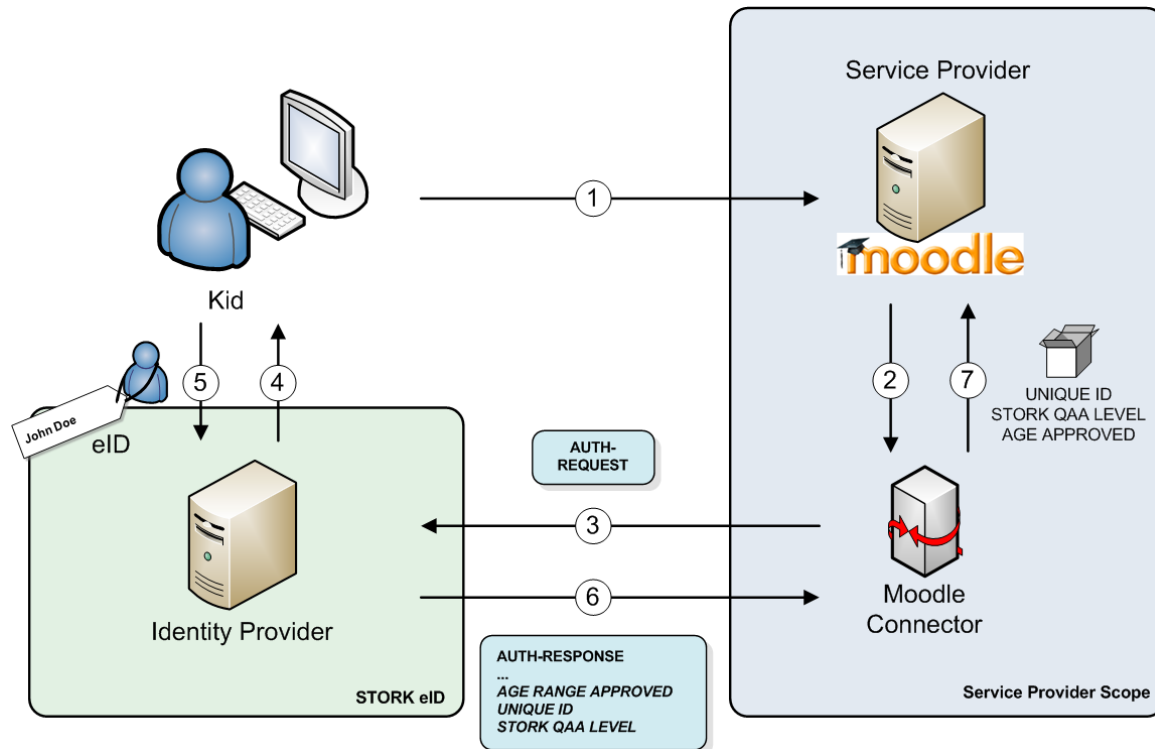 Service Provider
1
moodle
Kid
5
4
2
7
UNIQUE ID
STORK QAA LEVEL
AGE APPROVED
John Doe
eID
AUTH-
REQUEST
3
6
Identity Provider
Moodle
Connector
AUTH-RESPONSE
...
AGE RANGE APPROVED
UNIQUE ID
STORK QAA LEVEL
STORK eID
Service Provider Scope